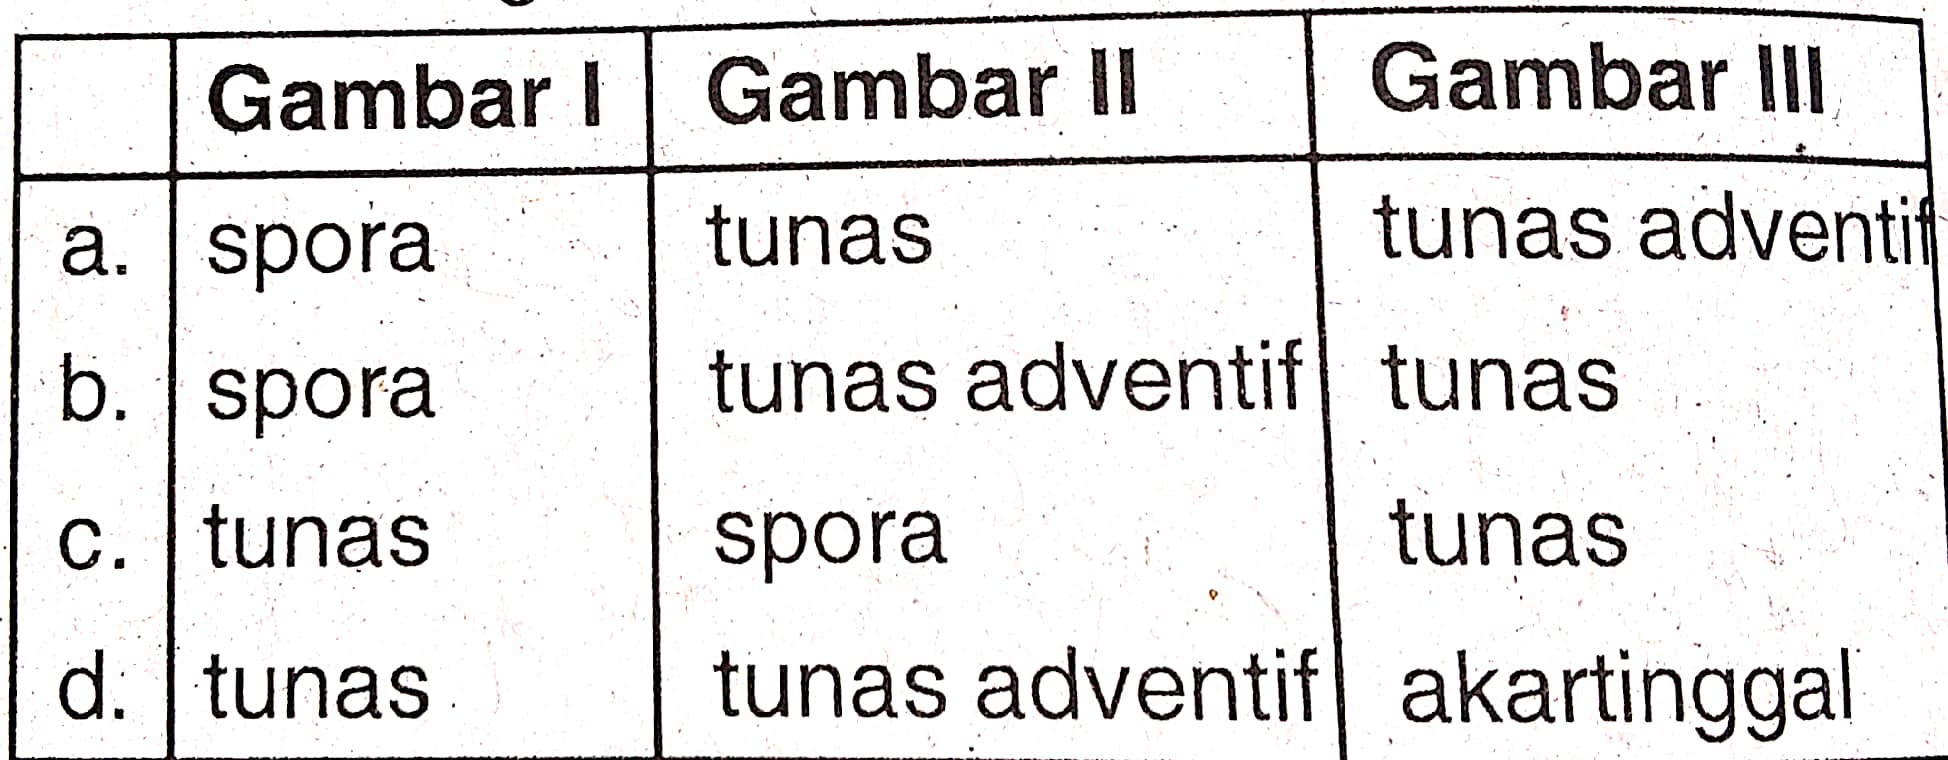 Gambar I Gambar II Gambar III
a. spora tunas tunas adventif
b. spora tunas adventif tunas
c. tunas spora tunas
d. tunas tunas adventif akartinggal